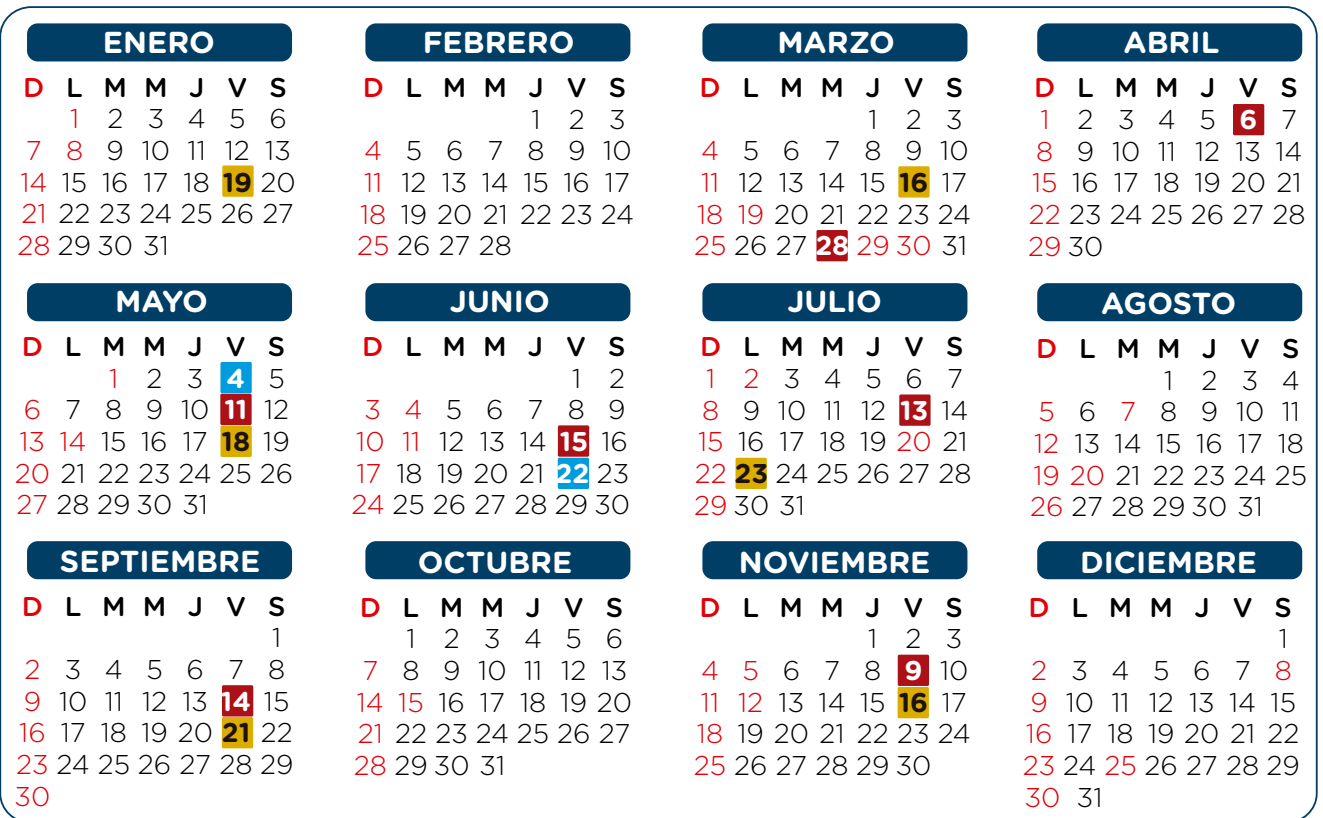 ENERO
D L M M J V S
1 2 3 4 5 6
7 8 9 10 11 12 13
14 15 16 17 18 19 20
21 22 23 24 25 26 27
28 29 30 31
FEBRERO
D L M M J V S
1 2 3
4 5 6 7 8 9 10
11 12 13 14 15 16 17
18 19 20 21 22 23 24
25 26 27 28
MARZO
D L M M J V S
1 2 3
4 5 6 7 8 9 10
11 12 13 14 15 16 17
18 19 20 21 22 23 24
25 26 27 28 29 30 31
ABRIL
D L M M J V S
1 2 3 4 5 6 7
8 9 10 11 12 13 14
15 16 17 18 19 20 21
22 23 24 25 26 27 28
29 30
MAYO
D L M M J V S
1 2 3 4 5
6 7 8 9 10 11 12
13 14 15 16 17 18 19
20 21 22 23 24 25 26
27 28 29 30 31
JUNIO
D L M M J V S
1 2
3 4 5 6 7 8 9
10 11 12 13 14 15 16
17 18 19 20 21 22 23
24 25 26 27 28 29 30
JULIO
D L M M J V S
1 2 3 4 5 6 7
8 9 10 11 12 13 14
15 16 17 18 19 20 21
22 23 24 25 26 27 28
29 30 31
AGOSTO
D L M M J V S
1 2 3 4
5 6 7 8 9 10 11
12 13 14 15 16 17 18
19 20 21 22 23 24 25
26 27 28 29 30 31
SEPTIEMBRE
D L M M J V S
1
2 3 4 5 6 7 8
9 10 11 12 13 14 15
16 17 18 19 20 21 22
23 24 25 26 27 28 29
30
OCTUBRE
D L M M J V S
1 2 3 4 5 6
7 8 9 10 11 12 13
14 15 16 17 18 19 20
21 22 23 24 25 26 27
28 29 30 31
NOVIEMBRE
D L M M J V S
1 2 3
4 5 6 7 8 9 10
11 12 13 14 15 16 17
18 19 20 21 22 23 24
25 26 27 28 29 30
DICIEMBRE
D L M M J V S
1
2 3 4 5 6 7 8
9 10 11 12 13 14 15
16 17 18 19 20 21 22
23 24 25 26 27 28 29
30 31